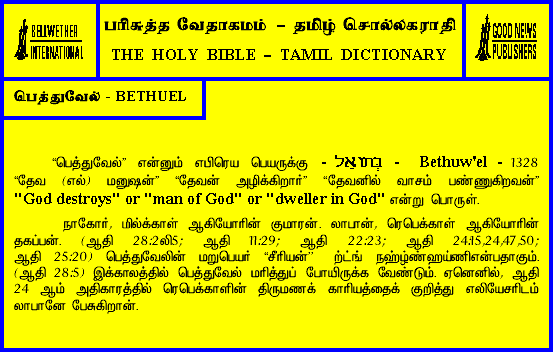 BELLWETHER
INTERNATIONAL
பரிசுத்த வேதாகமம் – தமிழ் சொல்லகராதி
THE HOLY BIBLE – TAMIL DICTIONARY
GOOD NEWS
PUBLISHERS
பெத்துவேல் - BETHUEL
“பெத்துவேல்” என்னும் எபிரெய பெயருக்கு - בְּתוּאֵל - Bethuw'el - 1328
“தேவ (எல்) மனுஷன்” “தேவன் அழிக்கிறார்” “தேவனில் வாசம் பண்ணுகிறவன்”
"God destroys" or "man of God" or "dweller in God" என்று பொருள்.
நாகோர், மில்க்காள் ஆகியோரின் குமாரன். லாபான், ரெபெக்காள் ஆகியோரின்
தகப்பன். (ஆதி 28:2லி5; ஆதி 11:29; ஆதி 22:23; ஆதி 24:15,24,47,50;
ஆதி 25:20) பெத்துவேலின் மறுபெயர் “சீரியன்” என்பதாகும்.
(ஆதி 28:5) இக்காலத்தில் பெத்துவேல் மரித்துப் போயிருக்க வேண்டும். ஏனெனில், ஆதி
24 ஆம் அதிகாரத்தில் ரெபெக்காளின் திருமணக் காரியத்தைக் குறித்து எலியேசரிடம்
லாபானே பேசுகிறான்.